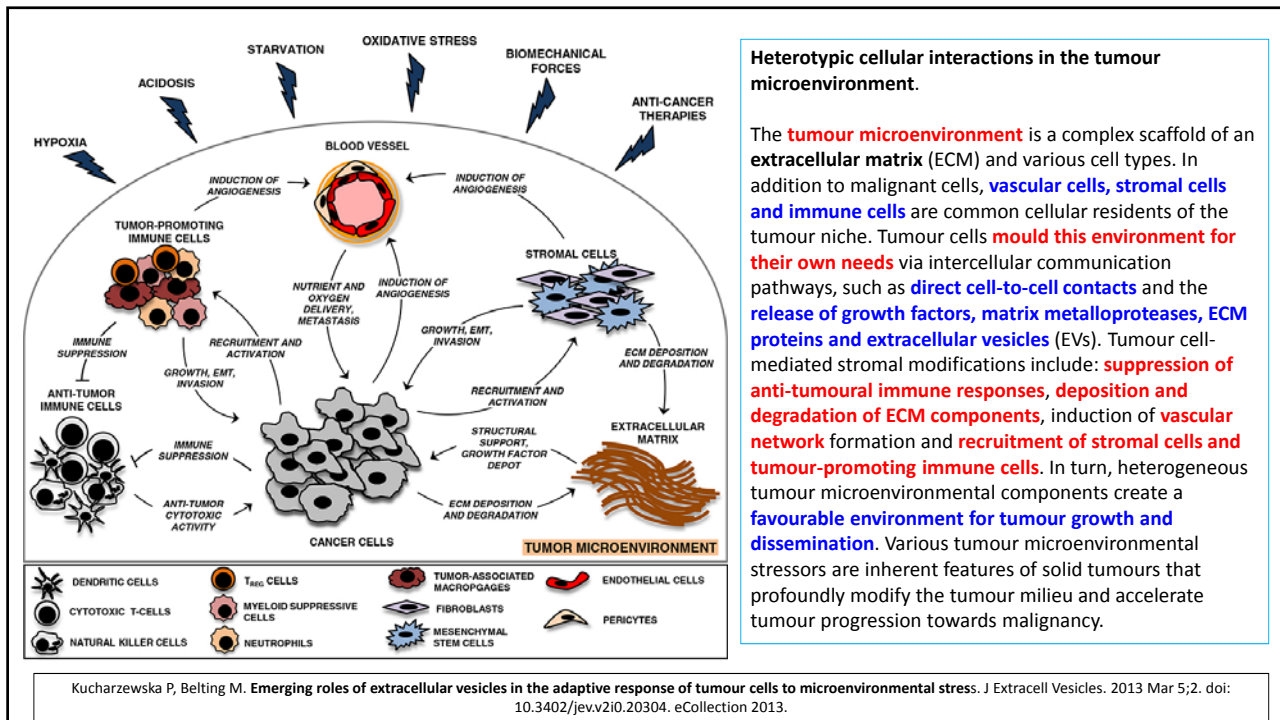 STARVATION
OXIDATIVE STRESS
BIOMECHANICAL
FORCES
ACIDOSIS
ANTI-CANCER
THERAPIES
HYPOXIA
BLOOD VESSEL
INDUCTION OF
ANGIOGENESIS
INDUCTION OF
ANGIOGENESIS
TUMOR-PROMOTING
IMMUNE CELLS
STROMAL CELLS
NUTRIENT AND
OXYGEN
DELIVERY,
METASTASIS
INDUCTION OF
ANGIOGENESIS
IMMUNE
SUPPRESSION
RECRUITMENT AND
ACTIVATION
GROWTH, EMT,
INVASION
GROWTH, EMT,
INVASION
ECM DEPOSITION
AND DEGRADATION
ANTI-TUMOR
IMMUNE CELLS
RECRUITMENT AND
ACTIVATION
EXTRACELLULAR
MATRIX
IMMUNE
SUPPRESSION
STRUCTURAL
SUPPORT,
GROWTH FACTOR
DEPOT
ANTI-TUMOR
CYTOTOXIC
ACTIVITY
ECM DEPOSITION
AND DEGRADATION
CANCER CELLS
TUMOR MICROENVIRONMENT
DENDRITIC CELLS
CYTOTOXIC T-CELLS
NATURAL KILLER CELLS
TREG CELLS
MYELOID SUPPRESSIVE
CELLS
NEUTROPHILS
TUMOR-ASSOCIATED
MACROPGAGES
FIBROBLASTS
MESENCHYMAL
STEM CELLS
ENDOTHELIAL CELLS
PERICYTES
Heterotypic cellular interactions in the tumour
microenvironment.
The tumour microenvironment is a complex scaffold of an
extracellular matrix (ECM) and various cell types. In
addition to malignant cells, vascular cells, stromal cells
and immune cells are common cellular residents of the
tumour niche. Tumour cells mould this environment for
their own needs via intercellular communication
pathways, such as direct cell-to-cell contacts and the
release of growth factors, matrix metalloproteases, ECM
proteins and extracellular vesicles (EVs). Tumour cell-
mediated stromal modifications include: suppression of
anti-tumoural immune responses, deposition and
degradation of ECM components, induction of vascular
network formation and recruitment of stromal cells and
tumour-promoting immune cells. In turn, heterogeneous
tumour microenvironmental components create a
favourable environment for tumour growth and
dissemination. Various tumour microenvironmental
stressors are inherent features of solid tumours that
profoundly modify the tumour milieu and accelerate
tumour progression towards malignancy.
Kucharzewska P, Belting M. Emerging roles of extracellular vesicles in the adaptive response of tumour cells to microenvironmental stress. J Extracell Vesicles. 2013 Mar 5;2. doi:
10.3402/jev.v2i0.20304. eCollection 2013.